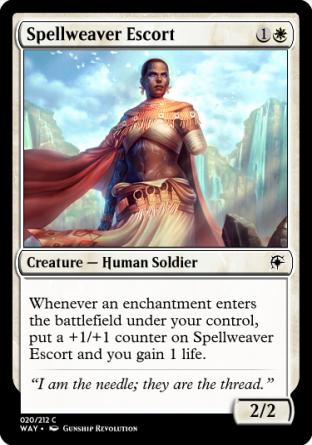 Spellweaver Escort 1
Creature — Human Soldier
Whenever an enchantment enters
the battlefield under your control,
put a +1/+1 counter on Spellweaver
Escort and you gain 1 life.
“I am the needle; they are the thread.”
2/2
020/212 C
WAY • Gunship Revolution